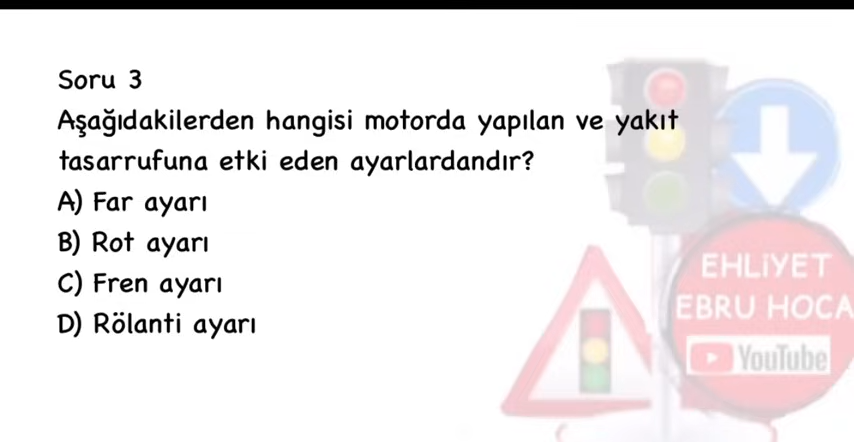 Soru 3
Aşağıdakilerden hangisi motorda yapılan ve yakıt
tasarrufuna etki eden ayarlardandır?
A) Far ayarı
B) Rot ayarı
C) Fren ayarı
D) Rölanti ayarı
EHLİYET
EBRU HOCA
YouTube